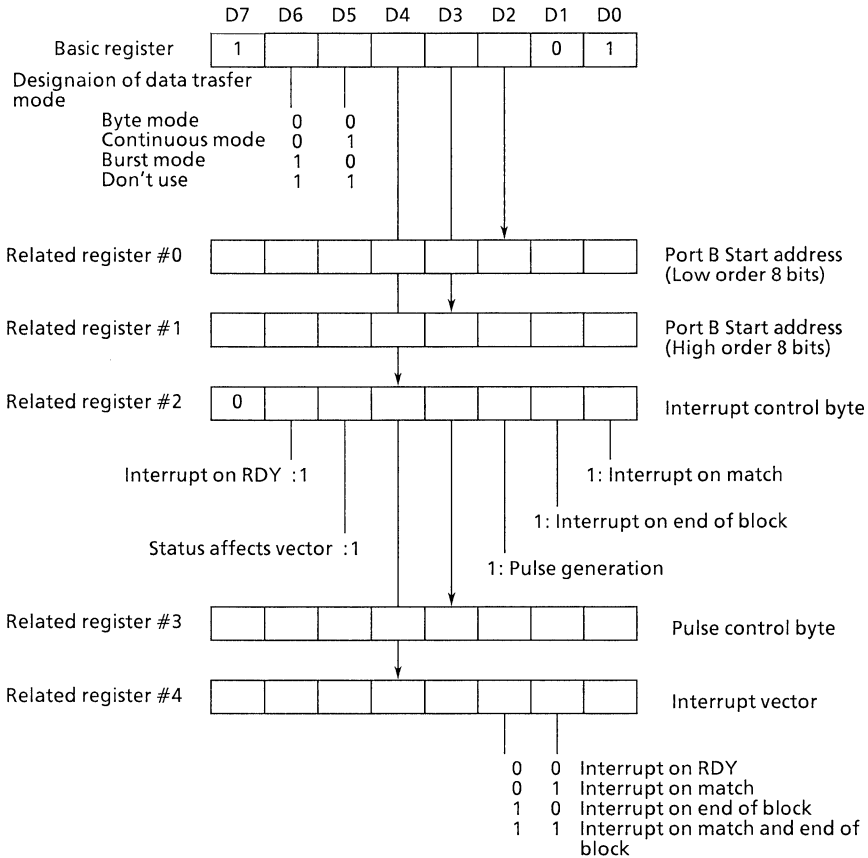 D7 D6 D5 D4 D3 D2 D1 D0
Basic register 1 0 1
Designaion of data trasfer
mode
Byte mode 0 0
Continuous mode 0 1
Burst mode 1 0
Don't use 1 1
Related register #0 Port B Start address
(Low order 8 bits)
Related register #1 Port B Start address
(High order 8 bits)
Related register #2 0 Interrupt control byte
Interrupt on RDY :1 1: Interrupt on match
1: Interrupt on end of block
Status affects vector :1
1: Pulse generation
Related register #3 Pulse control byte
Related register #4 Interrupt vector
0 0 Interrupt on RDY
0 1 Interrupt on match
1 0 Interrupt on end of block
1 1 Interrupt on match and end of
block